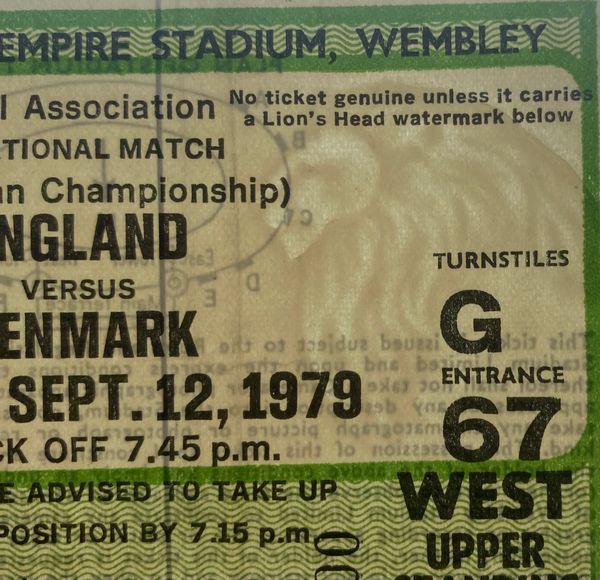 EMPIRE STADIUM, WEMBLEY
l Association
No ticket genuine unless it carries
a Lion's Head watermark below
TIONAL MATCH
an Championship)
NGLAND
VERSUS
ENMARK
SEPT. 12, 1979
CK OFF 7.45 p.m.
E ADVISED TO TAKE UP
POSITION BY 7.15 p.m.
TURNSTILES
G
ENTRANCE
67
WEST
UPPER
00